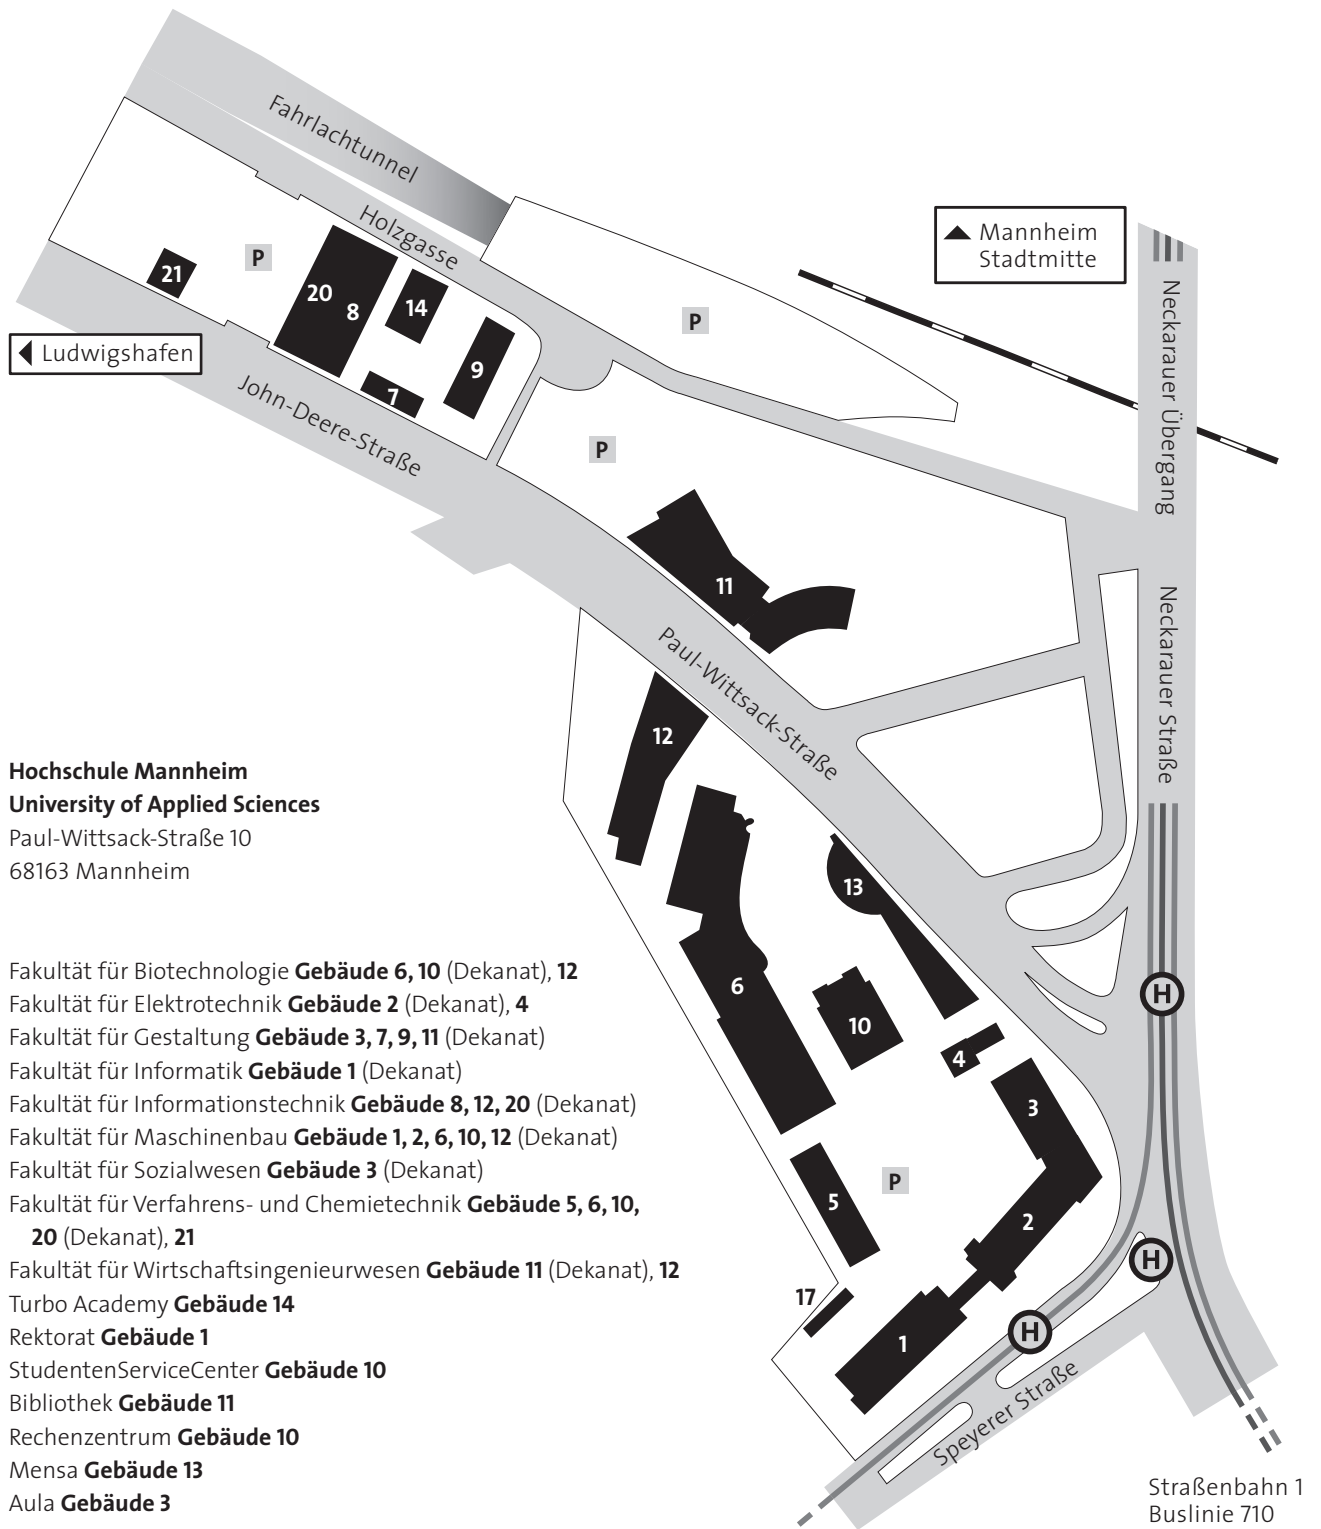 Fahrlachtunnel
Holzgasse
Mannheim
Stadtmitte
P
21
20
8
14
P
Neckarauer Übergang
Ludwigshafen
9
7
John-Deere-Straße
P
11
Neckarauer Straße
Paul-Wittsack-Straße
12
Hochschule Mannheim
University of Applied Sciences
Paul-Wittsack-Straße 10
68163 Mannheim
13
Fakultät für Biotechnologie Gebäude 6, 10 (Dekanat), 12
Fakultät für Elektrotechnik Gebäude 2 (Dekanat), 4
Fakultät für Gestaltung Gebäude 3, 7, 9, 11 (Dekanat)
Fakultät für Informatik Gebäude 1 (Dekanat)
Fakultät für Informationstechnik Gebäude 8, 12, 20 (Dekanat)
Fakultät für Maschinenbau Gebäude 1, 2, 6, 10, 12 (Dekanat)
Fakultät für Sozialwesen Gebäude 3 (Dekanat)
Fakultät für Verfahrens- und Chemietechnik Gebäude 5, 6, 10,
20 (Dekanat), 21
Fakultät für Wirtschaftsingenieurwesen Gebäude 11 (Dekanat), 12
Turbo Academy Gebäude 14
Rektorat Gebäude 1
StudentenServiceCenter Gebäude 10
Bibliothek Gebäude 11
Rechenzentrum Gebäude 10
Mensa Gebäude 13
Aula Gebäude 3
6
H
10
4
3
P
5
2
H
17
H
1
Speyerer Straße
Straßenbahn 1
Buslinie 710